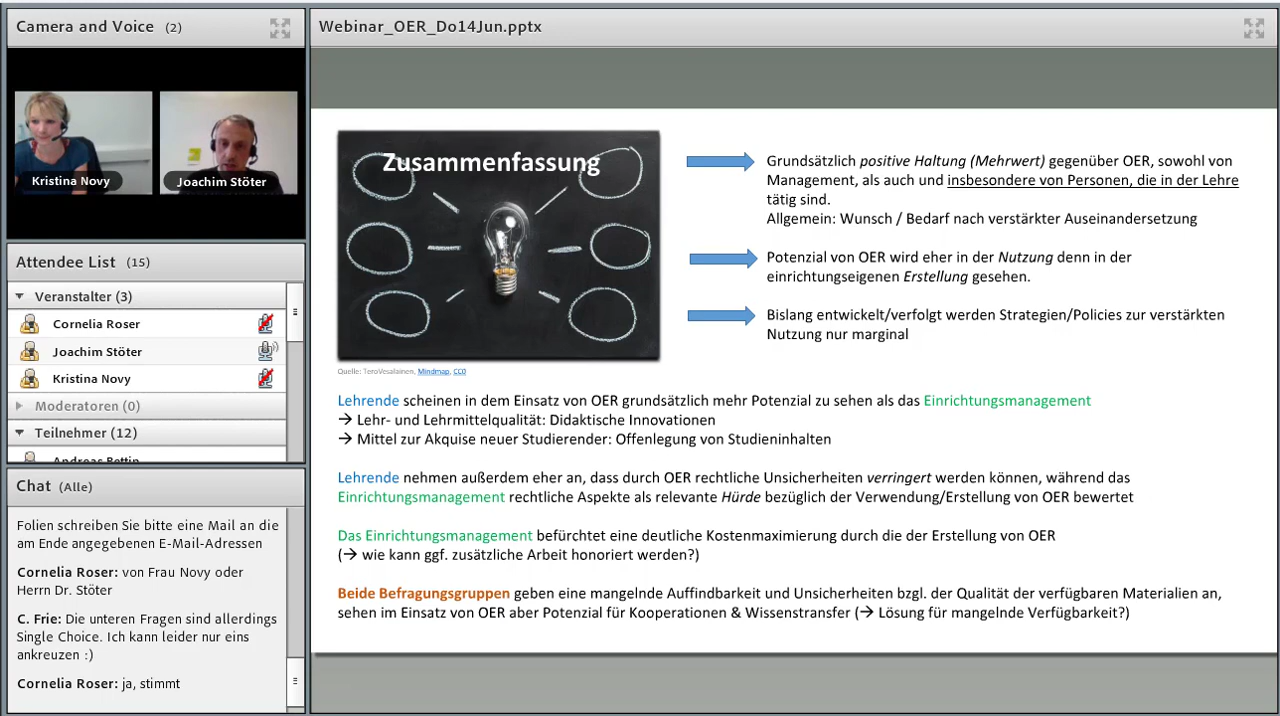 Camera and Voice (2)
Kristina Novy
Joachim Stöter
Attendee List (15)
Veranstalter (3)
Cornelia Roser
Joachim Stöter
Kristina Novy
Moderatoren (0)
Teilnehmer (12)
Andreas Bettin
Chat (Alle)
Folien schreiben Sie bitte eine Mail an die
am Ende angegebenen E-Mail-Adressen
Cornelia Roser: von Frau Novy oder
Herrn Dr. Stöter
C. Frie: Die unteren Fragen sind allerdings
Single Choice. Ich kann leider nur eins
ankreuzen :)
Cornelia Roser: ja, stimmt
Webinar_OER_Do14Jun.pptx
Zusammenfassung
Quelle: TeroVesalainen, Mindmap, CC0
Grundsätzlich positive Haltung (Mehrwert) gegenüber OER, sowohl von
Management, als auch und insbesondere von Personen, die in der Lehre
tätig sind.
Allgemein: Wunsch / Bedarf nach verstärkter Auseinandersetzung
Potenzial von OER wird eher in der Nutzung denn in der
einrichtungseigenen Erstellung gesehen.
Bislang entwickelt/verfolgt werden Strategien/Policies zur verstärkten
Nutzung nur marginal
Lehrende scheinen in dem Einsatz von OER grundsätzlich mehr Potenzial zu sehen als das Einrichtungsmanagement
→ Lehr- und Lehrmittelqualität: Didaktische Innovationen
→ Mittel zur Akquise neuer Studierender: Offenlegung von Studieninhalten
Lehrende nehmen außerdem eher an, dass durch OER rechtliche Unsicherheiten verringert werden können, während das
Einrichtungsmanagement rechtliche Aspekte als relevante Hürde bezüglich der Verwendung/Erstellung von OER bewertet
Das Einrichtungsmanagement befürchtet eine deutliche Kostenmaximierung durch die der Erstellung von OER
(→ wie kann ggf. zusätzliche Arbeit honoriert werden?)
Beide Befragungsgruppen geben eine mangelnde Auffindbarkeit und Unsicherheiten bzgl. der Qualität der verfügbaren Materialien an,
sehen im Einsatz von OER aber Potenzial für Kooperationen & Wissenstransfer (→ Lösung für mangelnde Verfügbarkeit?)